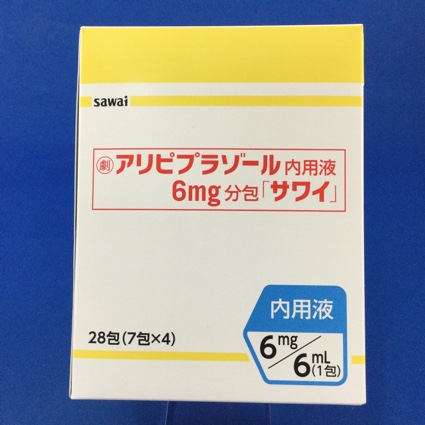 sawai
劇 アリピプラゾール内用液
6mg分包「サワイ」
内用液
6mg/6mL(1包)
28包(7包×4)